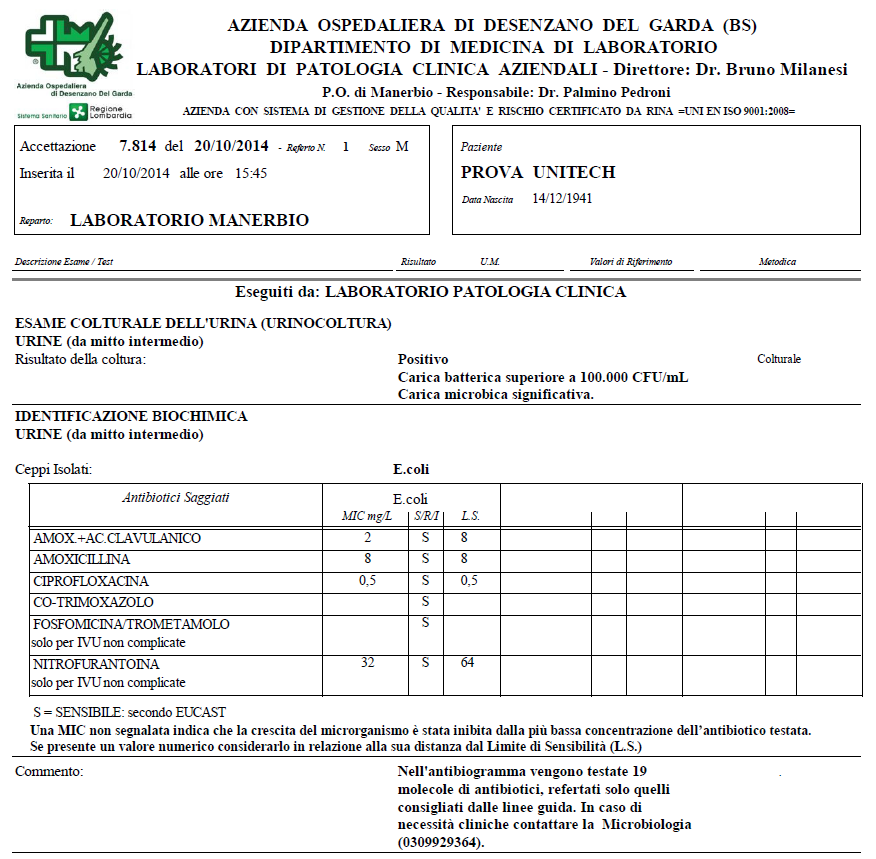 AZIENDA OSPEDALIERA DI DESENZANO DEL GARDA (BS)
DIPARTIMENTO DI MEDICINA DI LABORATORIO
LABORATORI DI PATOLOGIA CLINICA AZIENDALI - Direttore: Dr. Bruno Milanesi
P.O. di Manerbio - Responsabile: Dr. Palmino Pedroni
AZIENDA CON SISTEMA DI GESTIONE DELLA QUALITA' E RISCHIO CERTIFICATO DA RINA =UNI EN ISO 9001:2008=
Azienda Ospedaliera
di Desenzano Del Garda
Sistema Sanitario Regione
Lombardia
Accettazione 7.814 del 20/10/2014 - Referto N. 1 Sesso M
Inserita il 20/10/2014 alle ore 15:45
Reparto: LABORATORIO MANERBIO
Paziente
PROVA UNITECH
Data Nascita 14/12/1941
Descrizione Esame / Test Risultato U.M. Valori di Riferimento Metodica
Eseguiti da: LABORATORIO PATOLOGIA CLINICA
ESAME COLTURALE DELL'URINA (URINOCOLTURA)
URINE (da mitto intermedio)
Risultato della coltura: Positivo Colturale
Carica batterica superiore a 100.000 CFU/mL
Carica microbica significativa.
IDENTIFICAZIONE BIOCHIMICA
URINE (da mitto intermedio)
Ceppi Isolati: E.coli
Antibiotici Saggiati E.coli
MIC mg/L S/R/I L.S.
AMOX.+AC.CLAVULANICO 2 S 8
AMOXICILLINA 8 S 8
CIPROFLOXACINA 0,5 S 0,5
CO-TRIMOXAZOLO S
FOSFOMICINA/TROMETAMOLO S
solo per IVU non complicate
NITROFURANTOINA 32 S 64
solo per IVU non complicate
S = SENSIBILE: secondo EUCAST
Una MIC non segnalata indica che la crescita del microrganismo è stata inibita dalla più bassa concentrazione dell'antibiotico testata.
Se presente un valore numerico considerarlo in relazione alla sua distanza dal Limite di Sensibilità (L.S.)
Commento: Nell'antibiogramma vengono testate 19 .
molecole di antibiotici, refertati solo quelli
consigliati dalle linee guida. In caso di
necessità cliniche contattare la Microbiologia
(0309929364).